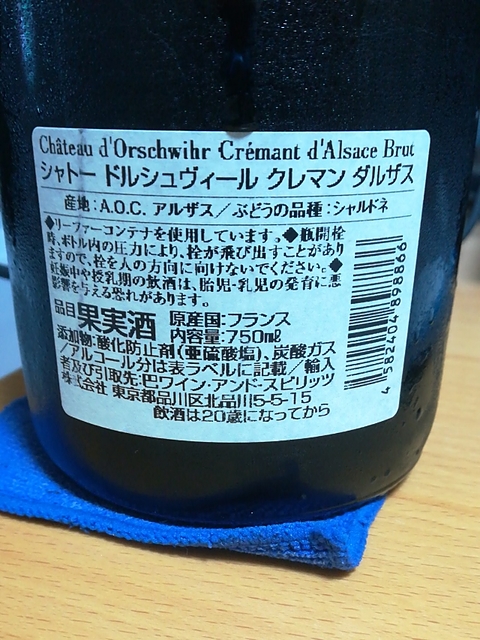 Château d'Orschwihr Crémant d'Alsace Brut
シャトー ドルシュヴィール クレマン ダルザス
産地：A.O.C. アルザス／ぶどうの品種：シャルドネ
◆リーファーコンテナを使用しています。◆瓶開栓
時、ボトル内の圧力により、栓が飛び出すことがあり
ますので、栓を人の方向に向けないでください。◆
妊娠中や授乳期の飲酒は、胎児・乳児の発育に悪
影響を与える恐れがあります。
品目 果実酒 原産国：フランス
内容量：750mℓ
添加物：酸化防止剤（亜硫酸塩）、炭酸ガス
／アルコール分は表ラベルに記載／輸入
者及び引取先：巴ワイン・アンド・スピリッツ
株式会社 東京都品川区北品川5-5-15
飲酒は20歳になってから
4 582404 898866